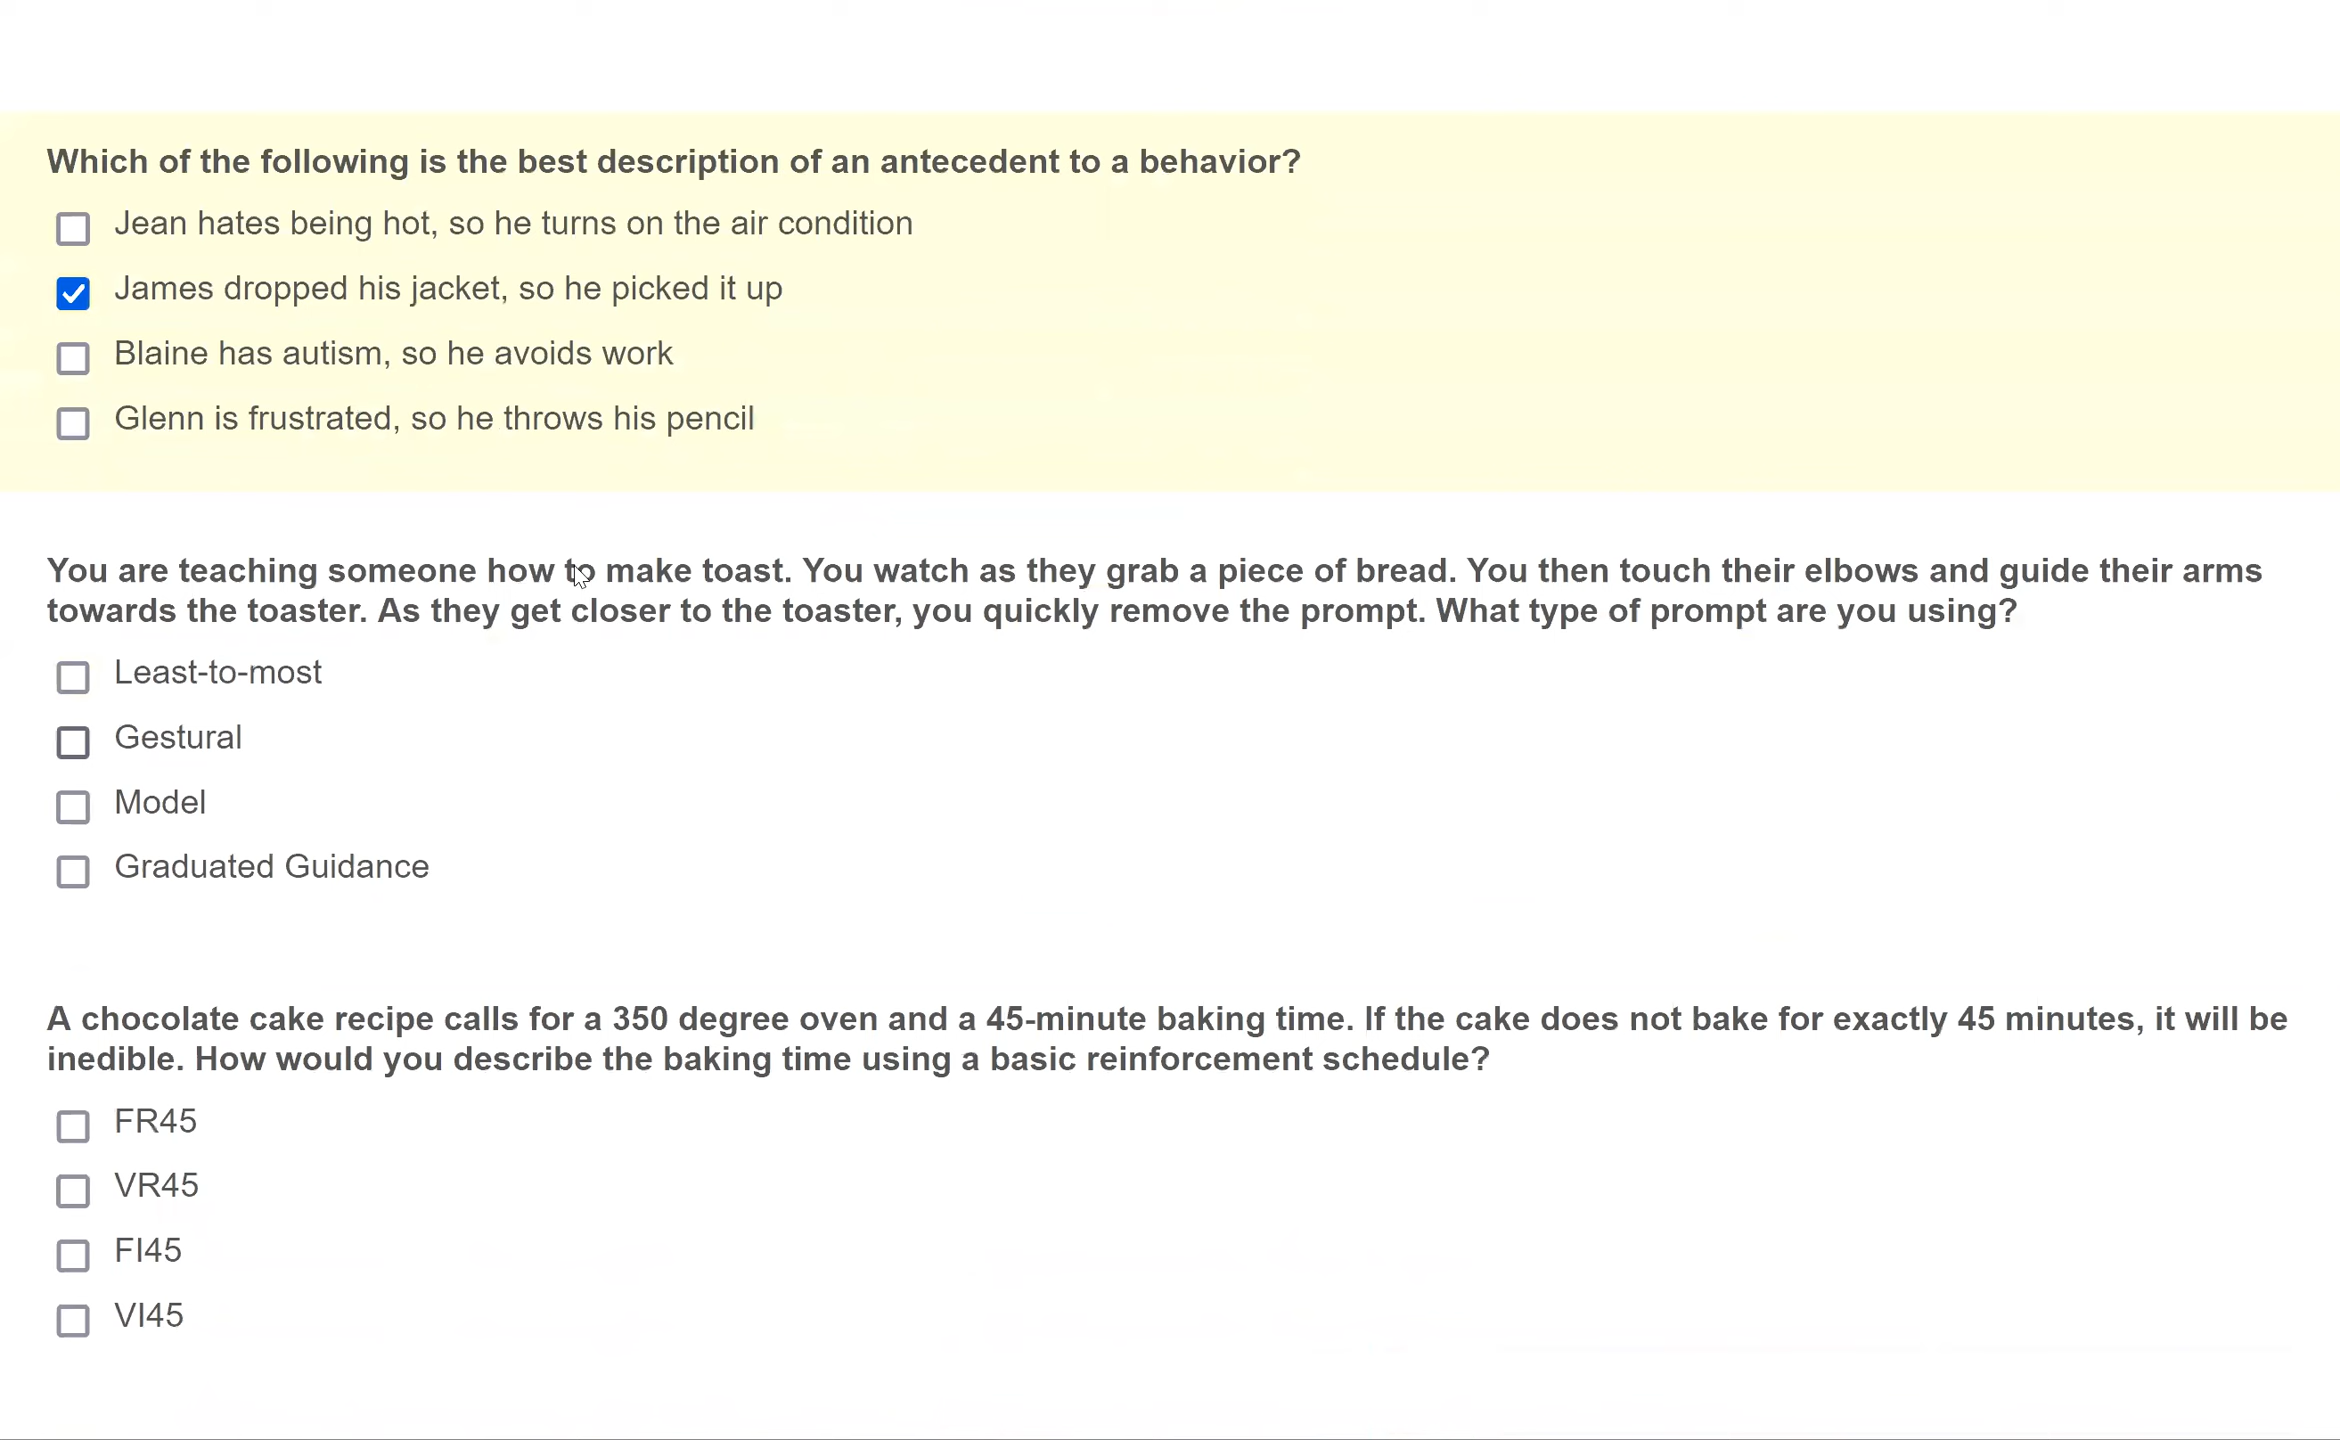 Which of the following is the best description of an antecedent to a behavior?
Jean hates being hot, so he turns on the air condition
James dropped his jacket, so he picked it up
Blaine has autism, so he avoids work
Glenn is frustrated, so he throws his pencil
You are teaching someone how to make toast. You watch as they grab a piece of bread. You then touch their elbows and guide their arms
towards the toaster. As they get closer to the toaster, you quickly remove the prompt. What type of prompt are you using?
Least-to-most
Gestural
Model
Graduated Guidance
A chocolate cake recipe calls for a 350 degree oven and a 45-minute baking time. If the cake does not bake for exactly 45 minutes, it will be
inedible. How would you describe the baking time using a basic reinforcement schedule?
FR45
VR45
FI45
VI45